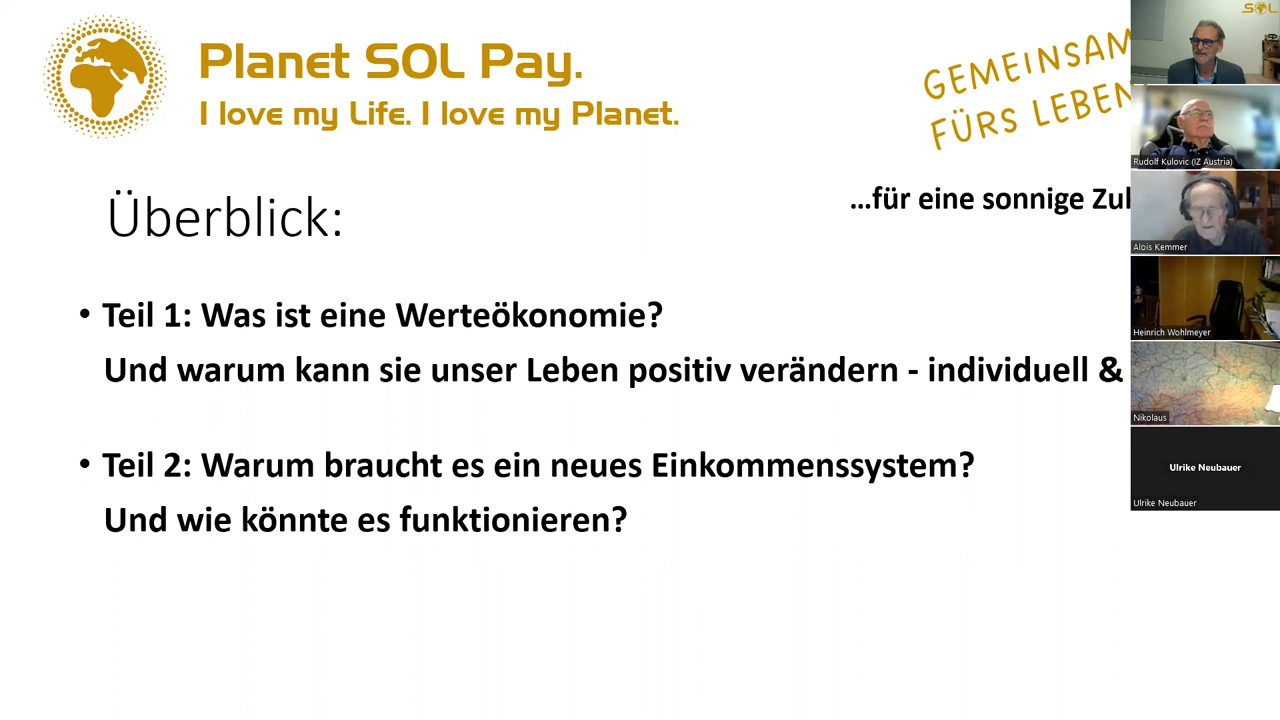 Planet SOL Pay.
I love my Life. I love my Planet.
GEMEINSAM
FÜRS LEBEN
...für eine sonnige
Überblick:
• Teil 1: Was ist eine Werteökonomie?
Und warum kann sie unser Leben positiv verändern - individuell &
• Teil 2: Warum braucht es ein neues Einkommenssystem?
Und wie könnte es funktionieren?
SOL
Rudolf Kulovic (IZ Austria)
Alois Kemmer
Heinrich Wohlmeyer
Nikolaus
Ulrike Neubauer
Ulrike Neubauer